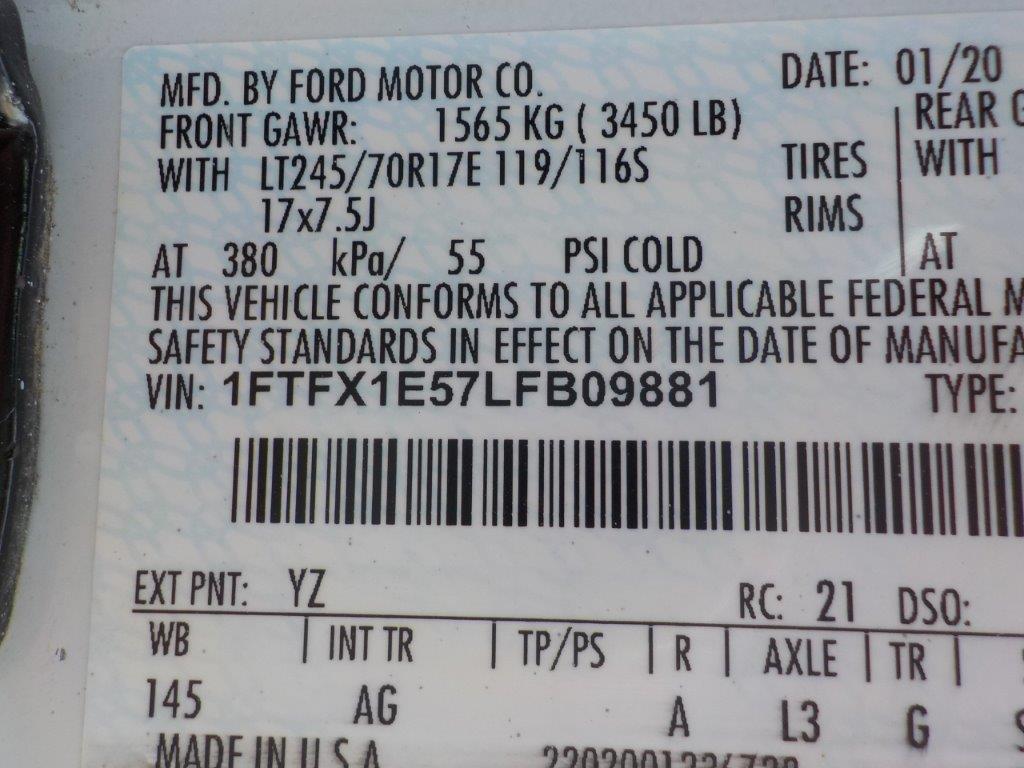 MFD. BY FORD MOTOR CO. DATE: 01/20
FRONT GAWR: 1565 KG ( 3450 LB) REAR
WITH LT245/70R17E 119/116S TIRES WITH
17x7.5J RIMS
AT 380 kPa/ 55 PSI COLD AT
THIS VEHICLE CONFORMS TO ALL APPLICABLE FEDERAL
SAFETY STANDARDS IN EFFECT ON THE DATE OF
VIN: 1FTFX1E57LFB09881 TYPE:
EXT PNT: YZ RC: 21 DSO:
WB | INT TR | TP/PS | R | AXLE | TR |
145 AG A L3 G
MADE IN U.S.A.